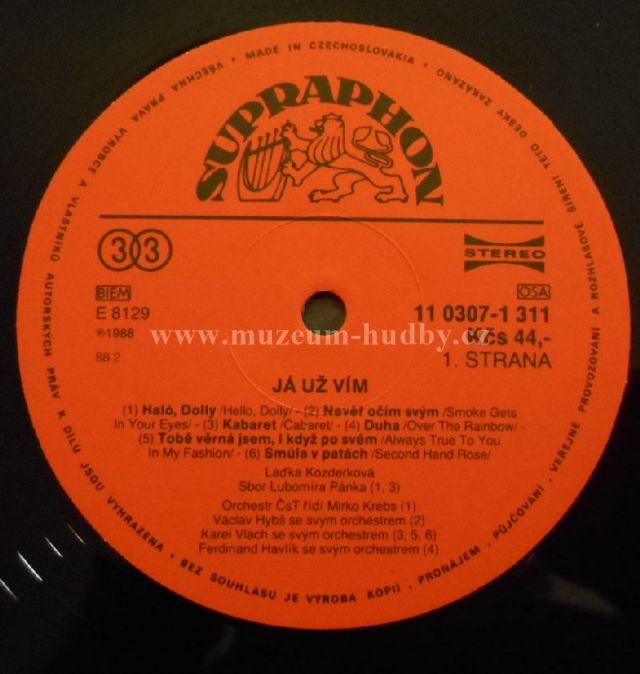 VŠECHNA PRÁVA VÝROBCE A VLASTNÍKŮ AUTORSKÝCH PRÁV K DÍLU JSOU VYHRAZENA • BEZ SOUHLASU JE VÝROBA KOPIÍ, PRONÁJEM, PŮJČOVÁNÍ, VEŘEJNÉ PROVOZOVÁNÍ A ROZHLASOVÉ ŠÍŘENÍ TÉTO DESKY ZAKÁZÁNO • MADE IN CZECHOSLOVAKIA •
SUPRAPHON
33
STEREO
BIEM
OSA
E 8129
11 0307-1 311
℗1988
www.muzeum-hudby.cz
Kčs 44,-
88 2
1. STRANA
JÁ UŽ VÍM
(1) Haló, Dolly /Hello, Dolly/ - (2) Nevěř očím svým /Smoke Gets
In Your Eyes/ - (3) Kabaret /Cabaret/ - (4) Duha /Over The Rainbow/ -
(5) Tobě věrná jsem, i když po svém /Always True To You
In My Fashion/ - (6) Smůla v patách /Second Hand Rose/
Laďka Kozderková
Sbor Lubomíra Pánka (1, 3)
Orchestr ČsT řídí Mirko Krebs (1)
Václav Hybš se svým orchestrem (2)
Karel Vlach se svým orchestrem (3, 5, 6)
Ferdinand Havlík se svým orchestrem (4)